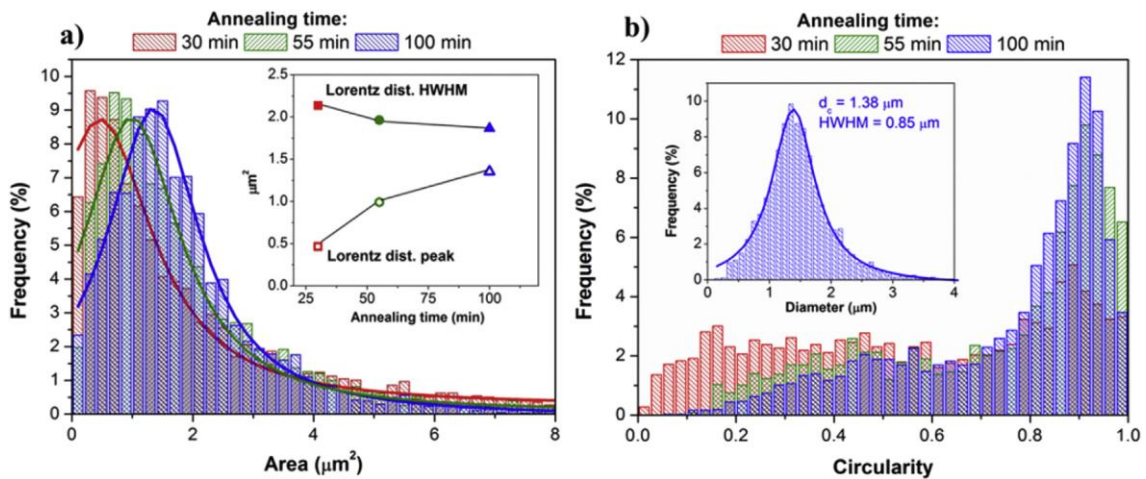 Annealing time:
30 min 55 min 100 min
a)
Frequency (%)
10
9
8
7
6
5
4
3
2
1
0
0 2 4 6 8
Area (μm²)
Lorentz dist. HWHM
Lorentz dist. peak
μm²
2.5
2.0
1.5
1.0
0.5
0.0
25 50 75 100
Annealing time (min)
Annealing time:
30 min 55 min 100 min
b)
Frequency (%)
12
10
8
6
4
2
0
0.0 0.2 0.4 0.6 0.8 1.0
Circularity
d_c = 1.38 μm
HWHM = 0.85 μm
Frequency (%)
10
8
6
4
2
0
0 1 2 3 4
Diameter (μm)